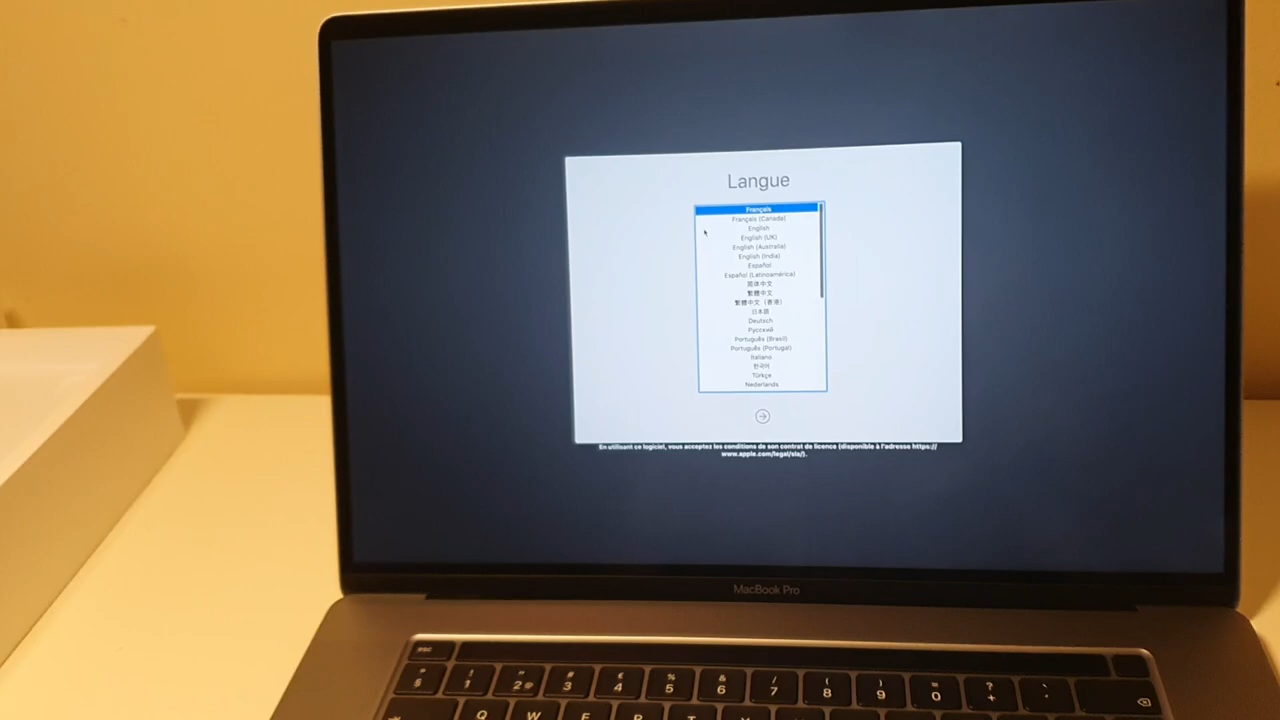 Langue
Français
Français (Canada)
English
English (UK)
English (Australia)
English (India)
Español
Español (Latinoamérica)
简体中文
繁體中文
繁體中文（香港）
日本語
Deutsch
Русский
Português (Brasil)
Português (Portugal)
Italiano
한국어
Türkçe
Nederlands
En utilisant ce logiciel, vous acceptez les conditions de son contrat de licence (disponible à l'adresse https://
www.apple.com/legal/sla/).
MacBook Pro
esc
° " # % & / ( ) = ? `
§ 1 2 @ 3 4 5 6 7 8 9 0 +
Q W E R T